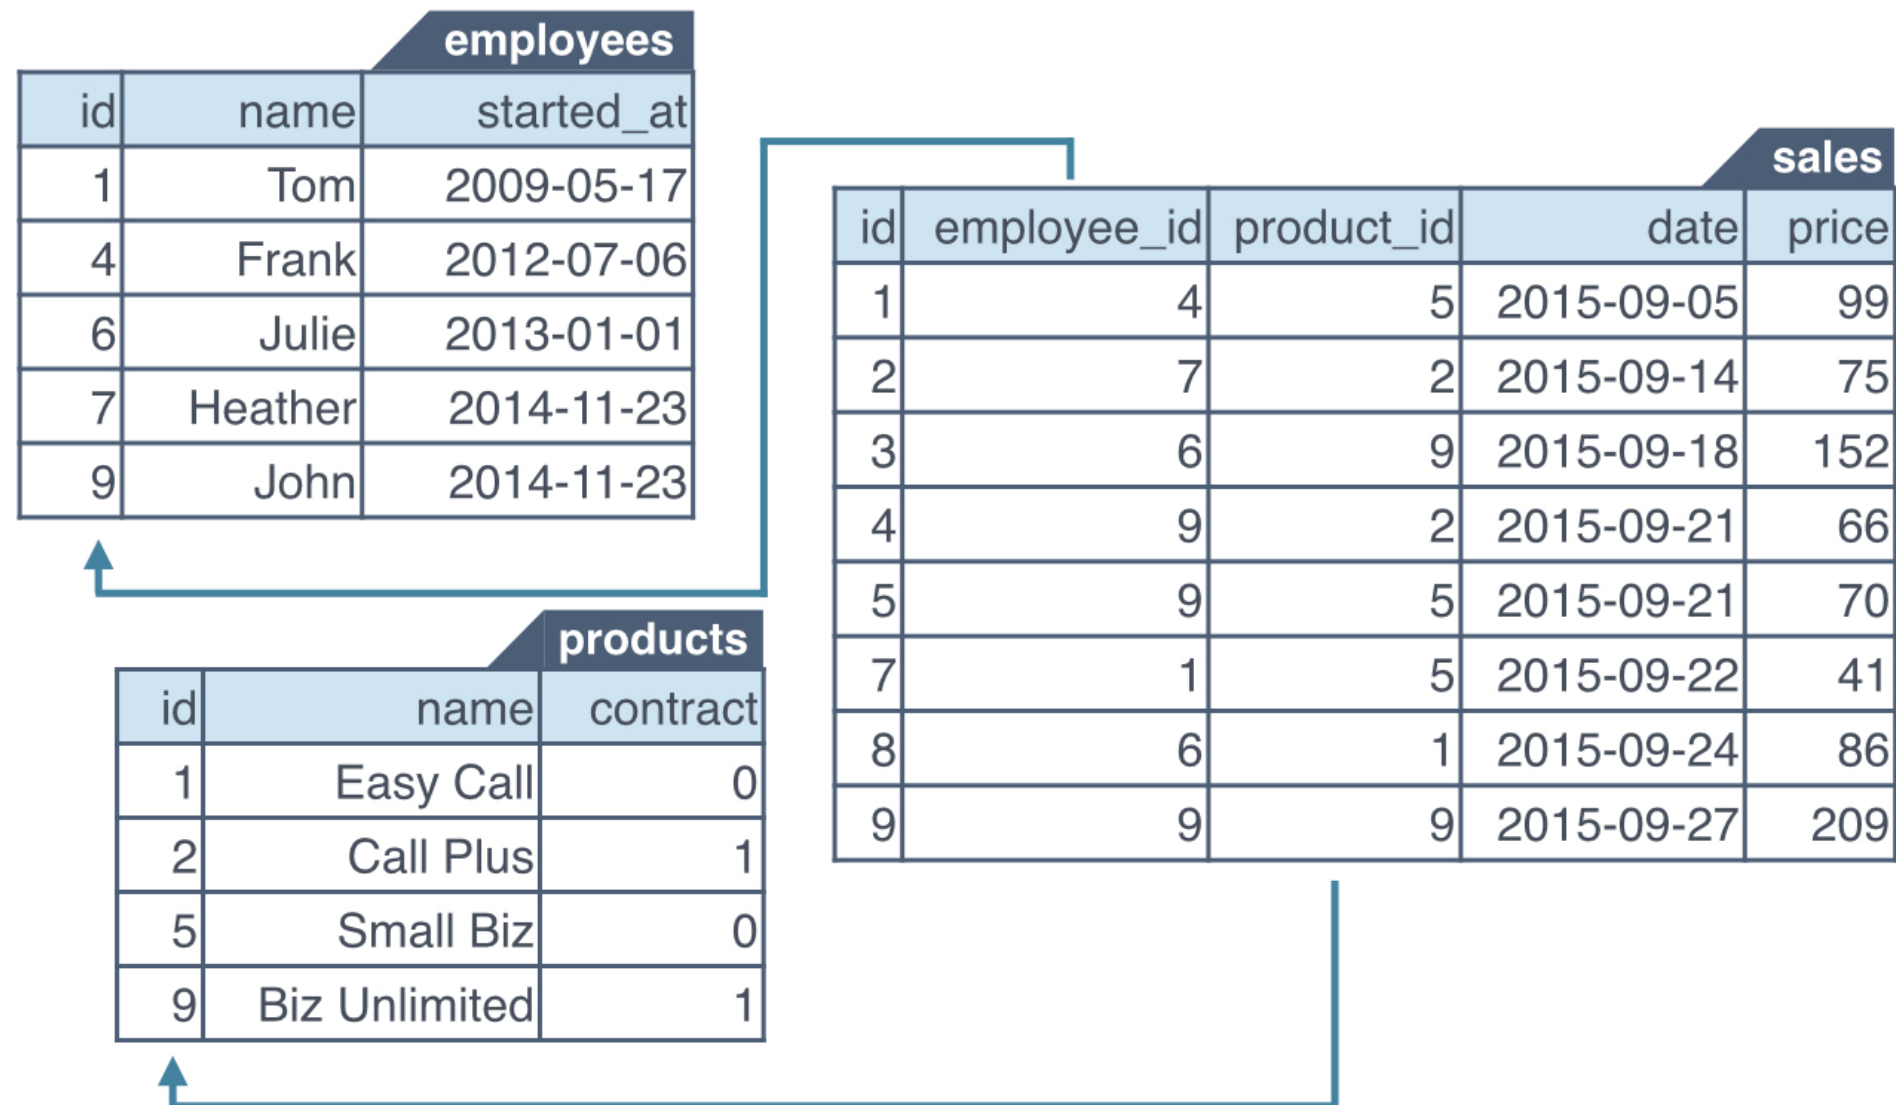 employees
id name started_at
1 Tom 2009-05-17
4 Frank 2012-07-06
6 Julie 2013-01-01
7 Heather 2014-11-23
9 John 2014-11-23
products
id name contract
1 Easy Call 0
2 Call Plus 1
5 Small Biz 0
9 Biz Unlimited 1
sales
id employee_id product_id date price
1 4 5 2015-09-05 99
2 7 2 2015-09-14 75
3 6 9 2015-09-18 152
4 9 2 2015-09-21 66
5 9 5 2015-09-21 70
7 1 5 2015-09-22 41
8 6 1 2015-09-24 86
9 9 9 2015-09-27 209